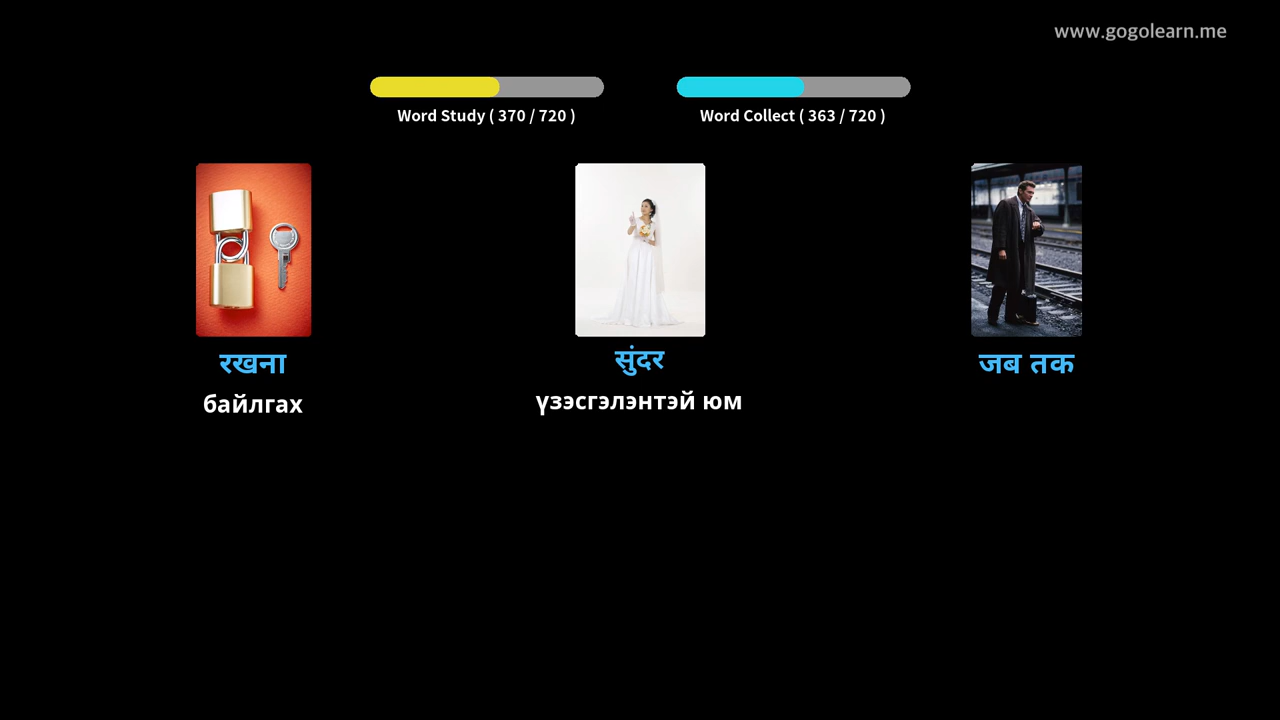 www.gogolearn.me
Word Study ( 370 / 720 )
Word Collect ( 363 / 720 )
रखना
सुंदर
जब तक
байлгах
үзэсгэлэнтэй юм